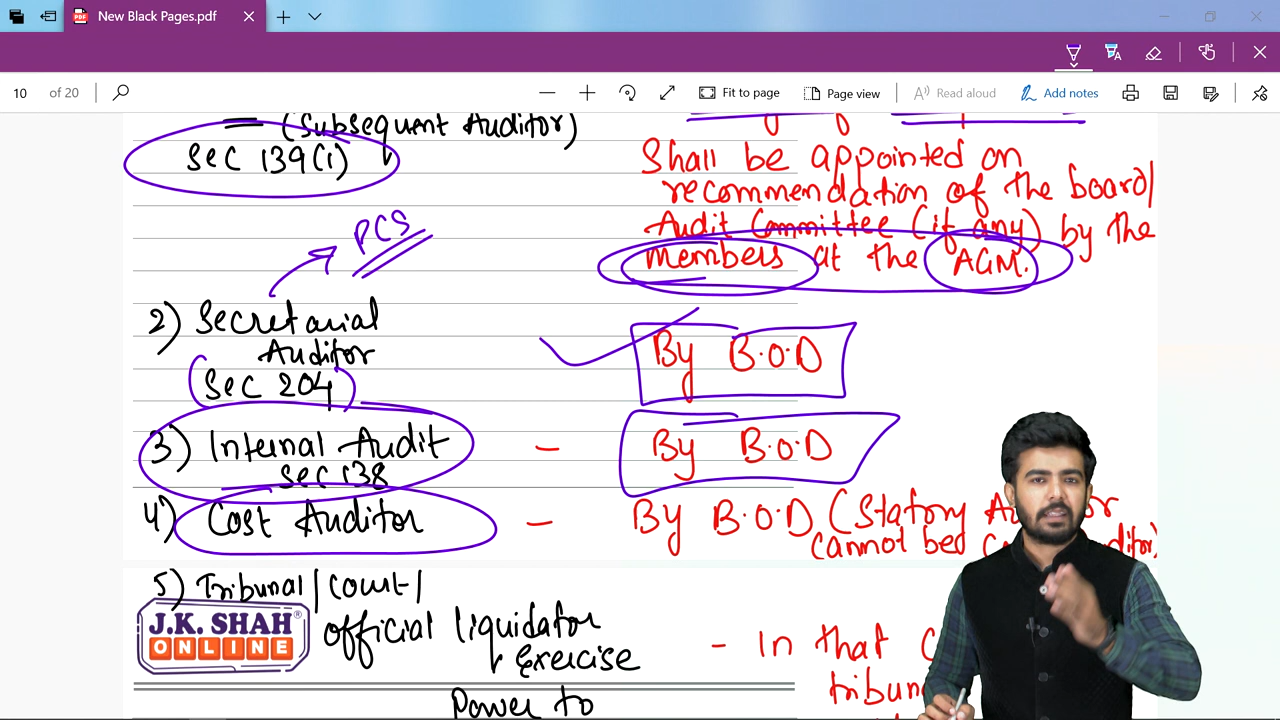 New Black Pages.pdf
10 of 20
Fit to page
Page view
Read aloud
Add notes
(Subsequent Auditor)
Sec 139(1)
Shall be appointed on
recommendation of the board/
Audit Committee (if any) by the
members at the AGM.
PCS
2) Secretarial
Auditor
(Sec 204)
By B.O.D
3) Internal Audit - By B.O.D
Sec 138
4) Cost Auditor - By B.O.D (Statory
cannot be
5) Tribunal/Court/
official liquidator
Exercise
Power to
- In that
J.K. SHAH®
ONLINE